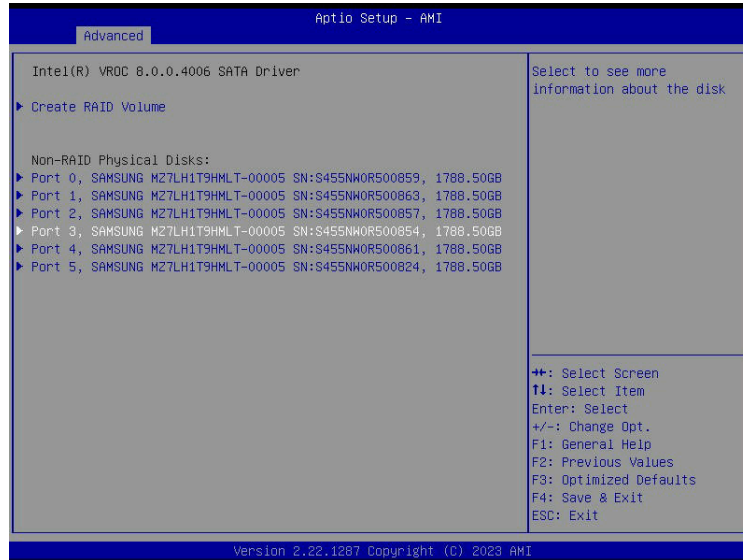 Aptio Setup – AMI
Advanced
Intel(R) VROC 8.0.0.4006 SATA Driver
Create RAID Volume
Non-RAID Physical Disks:
Port 0, SAMSUNG MZ7LH1T9HMLT-00005 SN:S455NW0R500859, 1788.50GB
Port 1, SAMSUNG MZ7LH1T9HMLT-00005 SN:S455NW0R500863, 1788.50GB
Port 2, SAMSUNG MZ7LH1T9HMLT-00005 SN:S455NW0R500857, 1788.50GB
Port 3, SAMSUNG MZ7LH1T9HMLT-00005 SN:S455NW0R500854, 1788.50GB
Port 4, SAMSUNG MZ7LH1T9HMLT-00005 SN:S455NW0R500861, 1788.50GB
Port 5, SAMSUNG MZ7LH1T9HMLT-00005 SN:S455NW0R500824, 1788.50GB
Select to see more
information about the disk
→←: Select Screen
↑↓: Select Item
Enter: Select
+/-: Change Opt.
F1: General Help
F2: Previous Values
F3: Optimized Defaults
F4: Save & Exit
ESC: Exit
Version 2.22.1287 Copyright (C) 2023 AMI